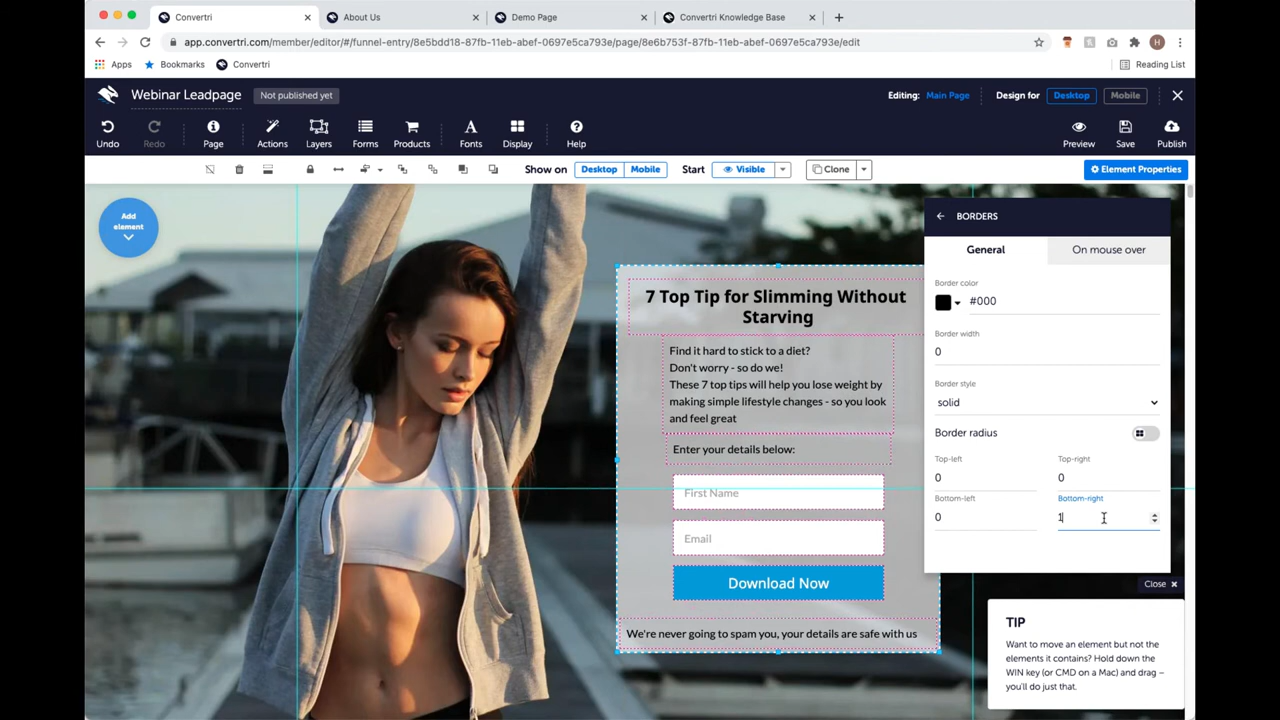 Convertri
About Us
Demo Page
Convertri Knowledge Base
app.convertri.com/member/editor/#/funnel-entry/8e5bdd18-87fb-11eb-abef-0697e5ca793e/page/8e6b753f-87fb-11eb-abef-0697e5ca793e/edit
H
Apps
Bookmarks
Convertri
Reading List
Webinar Leadpage
Not published yet
Editing: Main Page
Design for
Desktop
Mobile
Undo
Redo
Page
Actions
Layers
Forms
Products
Fonts
Display
Help
Preview
Save
Publish
Show on
Desktop
Mobile
Start
Visible
Clone
Element Properties
Add
element
7 Top Tip for Slimming Without
Starving
Find it hard to stick to a diet?
Don't worry - so do we!
These 7 top tips will help you lose weight by
making simple lifestyle changes - so you look
and feel great
Enter your details below:
First Name
Email
Download Now
We're never going to spam you, your details are safe with us
BORDERS
General
On mouse over
Border color
#000
Border width
0
Border style
solid
Border radius
Top-left
Top-right
0
0
Bottom-left
Bottom-right
0
1
Close
TIP
Want to move an element but not the
elements it contains? Hold down the
WIN key (or CMD on a Mac) and drag –
you'll do just that.